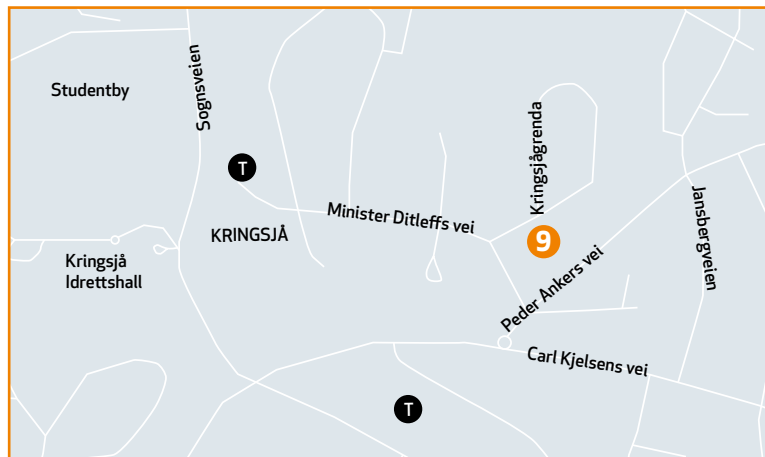 Studentby
Sognsveien
T
KRINGSJÅ
Minister Ditleffs vei
Kringsjågrenda
9
Jansbergveien
Kringsjå
Idrettshall
Peder Ankers vei
Carl Kjelsens vei
T